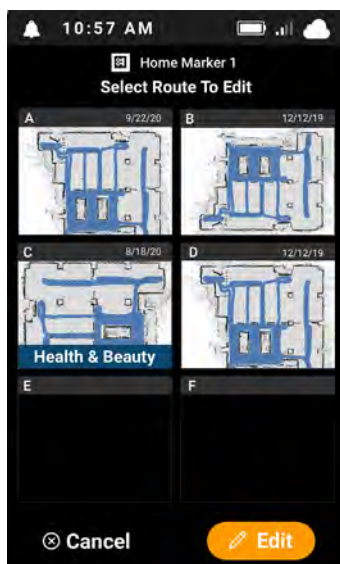 10:57 AM
Home Marker 1
Select Route To Edit
A 9/22/20
B 12/12/19
C 8/18/20
Health & Beauty
D 12/12/19
E
F
Cancel
Edit